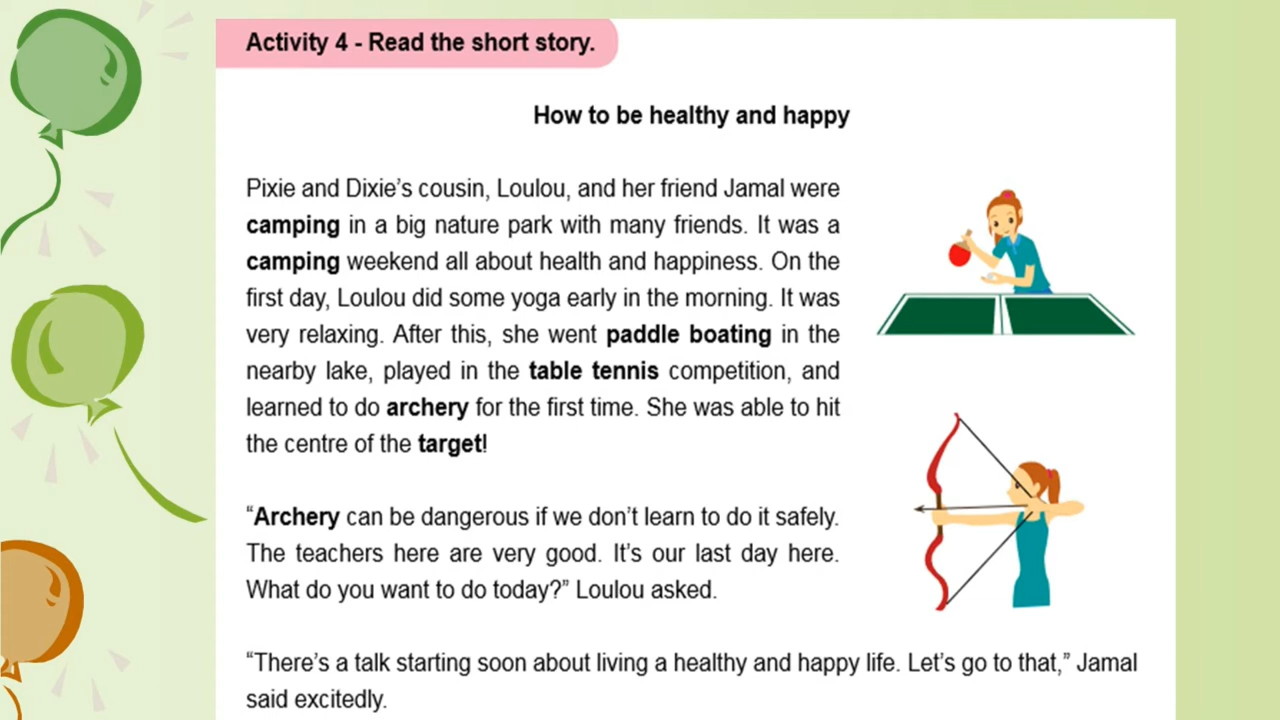 Activity 4 - Read the short story.
How to be healthy and happy
Pixie and Dixie’s cousin, Loulou, and her friend Jamal were
camping in a big nature park with many friends. It was a
camping weekend all about health and happiness. On the
first day, Loulou did some yoga early in the morning. It was
very relaxing. After this, she went paddle boating in the
nearby lake, played in the table tennis competition, and
learned to do archery for the first time. She was able to hit
the centre of the target!
“Archery can be dangerous if we don’t learn to do it safely.
The teachers here are very good. It’s our last day here.
What do you want to do today?” Loulou asked.
“There’s a talk starting soon about living a healthy and happy life. Let’s go to that,” Jamal
said excitedly.